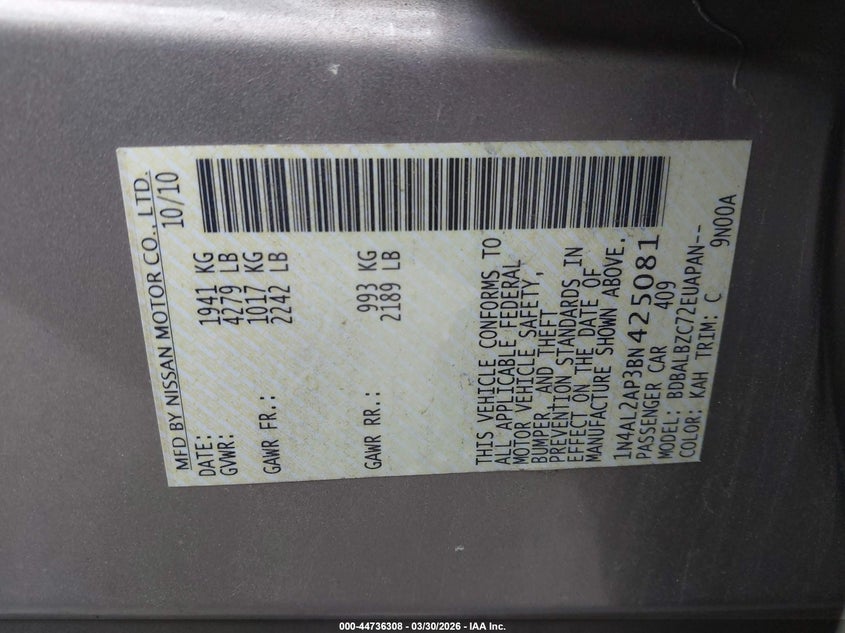 MFD BY NISSAN MOTOR CO., LTD.
DATE: 10/10
GVWR: 1941 KG
4279 LB
GAWR FR.: 1017 KG
2242 LB
GAWR RR.: 993 KG
2189 LB
THIS VEHICLE CONFORMS TO
ALL APPLICABLE FEDERAL
MOTOR VEHICLE SAFETY,
BUMPER, AND THEFT
PREVENTION STANDARDS IN
EFFECT ON THE DATE OF
MANUFACTURE SHOWN ABOVE.
1N4AL2AP3BN425081
PASSENGER CAR 409
MODEL: BDBALBZC72EUAPAN--
COLOR: KAH TRIM: C 9N00A
000-44736308 - 03/30/2026 - IAA Inc.